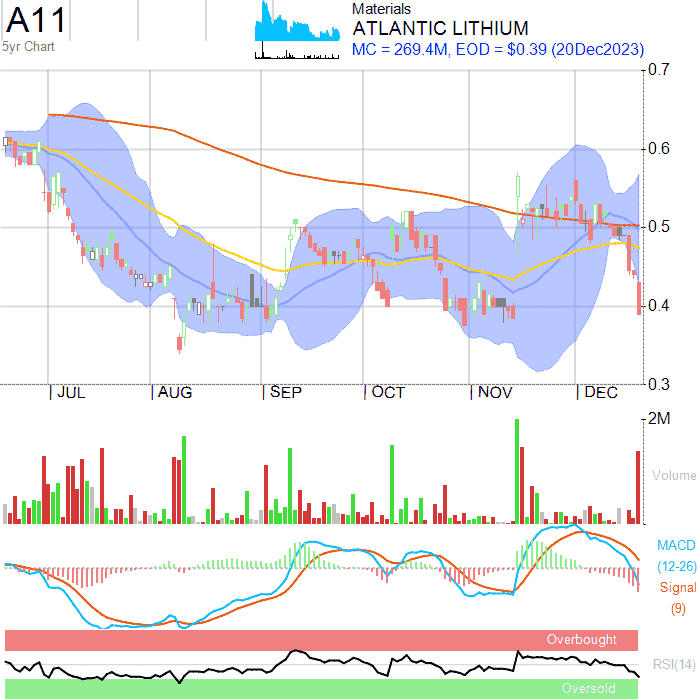 A11
5yr Chart
Materials
ATLANTIC LITHIUM
MC = 269.4M, EOD = $0.39 (20Dec2023)
0.7
0.6
0.5
0.4
0.3
JUL AUG SEP OCT NOV DEC
2M
Volume
MACD
(12-26)
Signal
(9)
Overbought
RSI(14)
Oversold